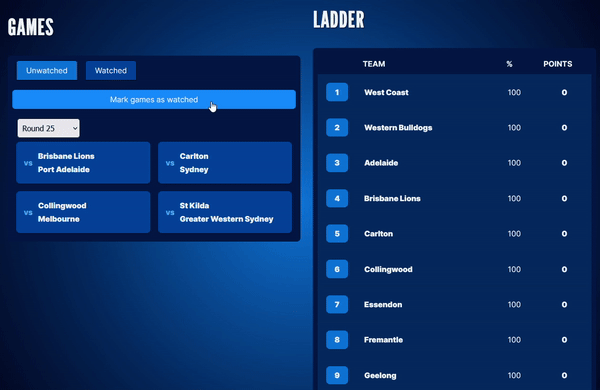 GAMES
Unwatched Watched
Mark games as watched
Round 25
vs Brisbane Lions
Port Adelaide
vs Carlton
Sydney
vs Collingwood
Melbourne
vs St Kilda
Greater Western Sydney
LADDER
TEAM % POINTS
1 West Coast 100 0
2 Western Bulldogs 100 0
3 Adelaide 100 0
4 Brisbane Lions 100 0
5 Carlton 100 0
6 Collingwood 100 0
7 Essendon 100 0
8 Fremantle 100 0
9 Geelong 100 0